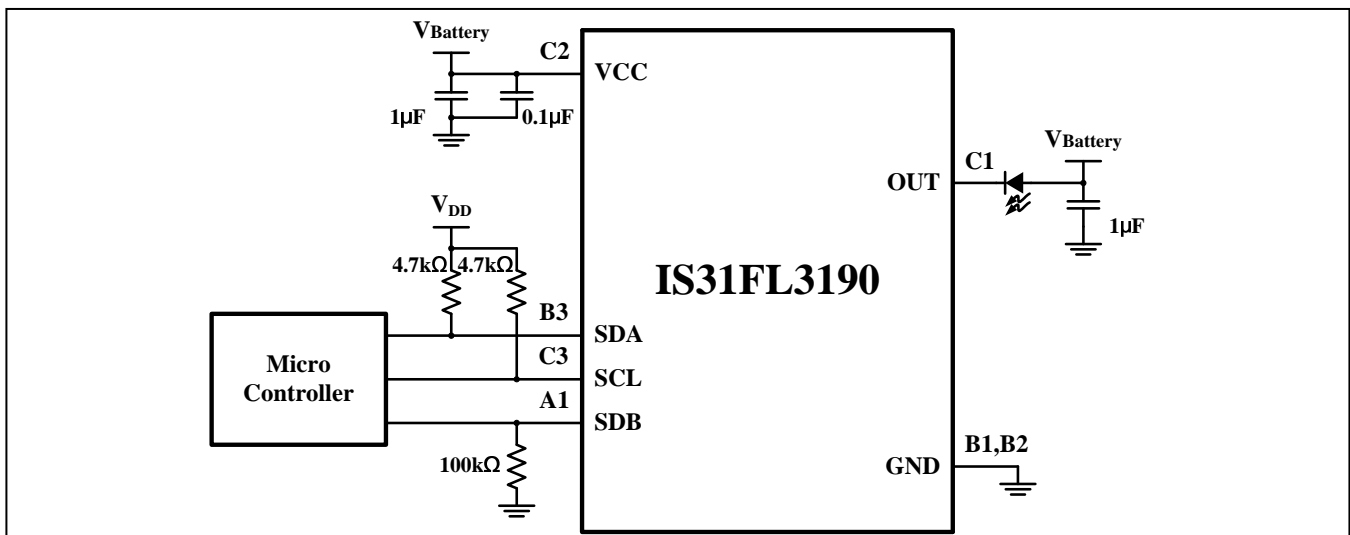 VBattery
C2
VCC
1µF
0.1µF
VBattery
C1
OUT
1µF
VDD
4.7kΩ
4.7kΩ
IS31FL3190
B3
SDA
Micro
Controller
C3
SCL
A1
SDB
100kΩ
B1,B2
GND